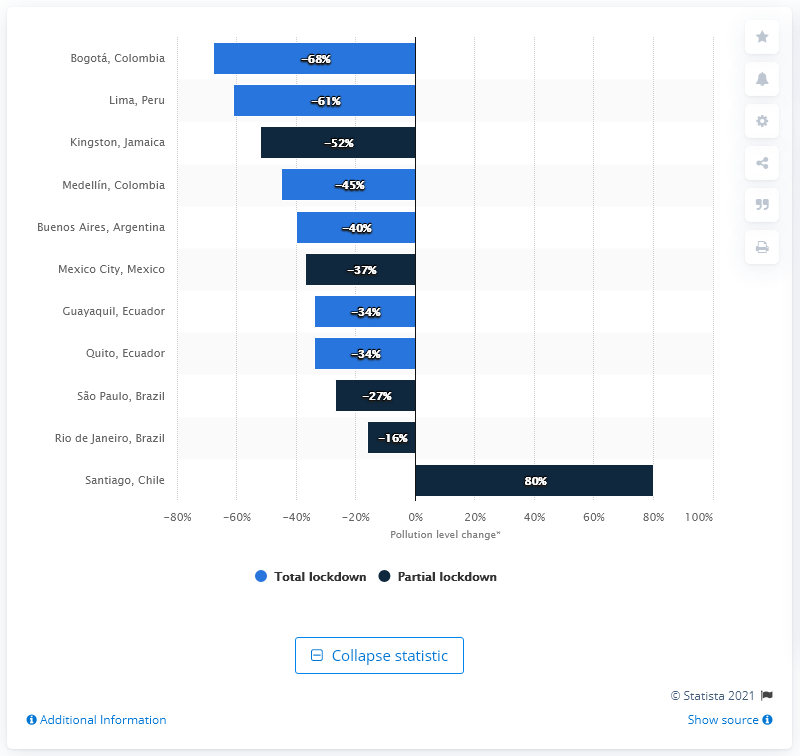 Bogotá, Colombia −68%
Lima, Peru −61%
Kingston, Jamaica −52%
Medellín, Colombia −45%
Buenos Aires, Argentina −40%
Mexico City, Mexico −37%
Guayaquil, Ecuador −34%
Quito, Ecuador −34%
São Paulo, Brazil −27%
Rio de Janeiro, Brazil −16%
Santiago, Chile 80%
−80% −60% −40% −20% 0% 20% 40% 60% 80% 100%
Pollution level change*
Total lockdown Partial lockdown
Collapse statistic
© Statista 2021
Additional Information Show source